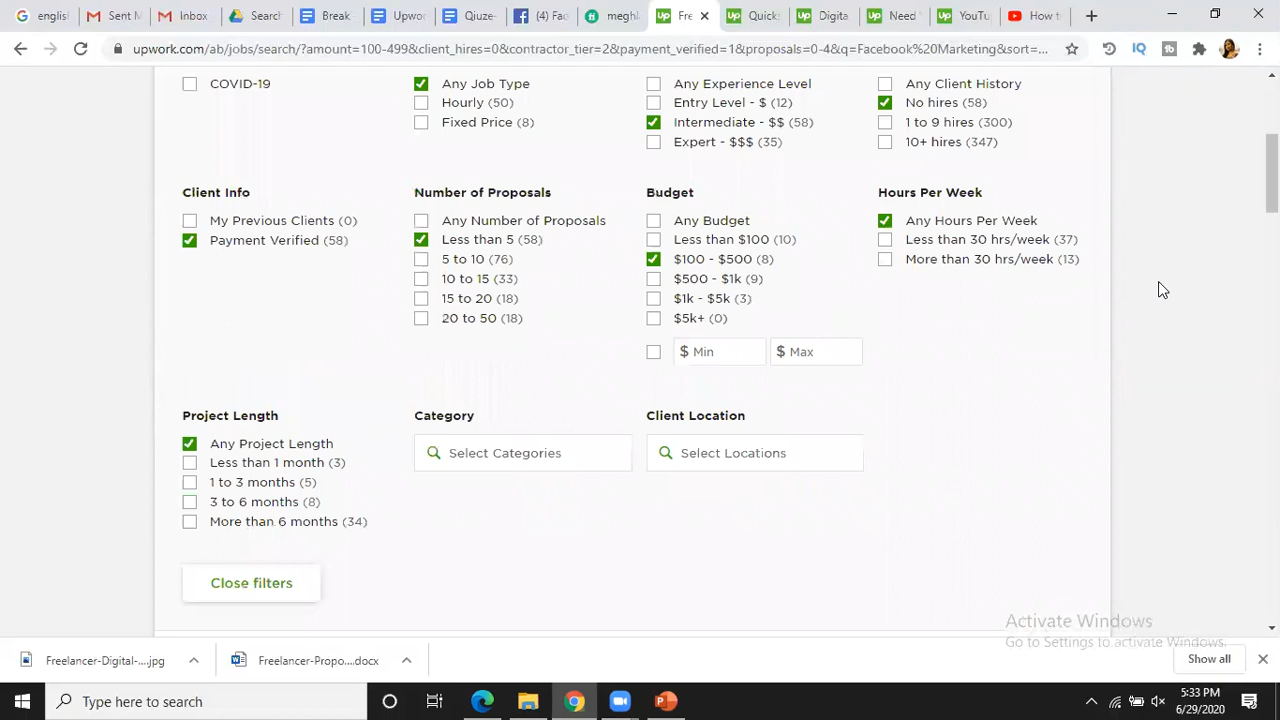 english
Sent M
Inbox
Search
Break
Upwor
Qiuze-
(4) Fac
megh
Fre
Quick
Digita
Need
YouTu
How t
upwork.com/ab/jobs/search/?amount=100-499&client_hires=0&contractor_tier=2&payment_verified=1&proposals=0-4&q=Facebook%20Marketing&sort=...
COVID-19
Any Job Type
Hourly (50)
Fixed Price (8)
Any Experience Level
Entry Level - $ (12)
Intermediate - $$ (58)
Expert - $$$ (35)
Any Client History
No hires (58)
1 to 9 hires (300)
10+ hires (347)
Client Info
My Previous Clients (0)
Payment Verified (58)
Number of Proposals
Any Number of Proposals
Less than 5 (58)
5 to 10 (76)
10 to 15 (33)
15 to 20 (18)
20 to 50 (18)
Budget
Any Budget
Less than $100 (10)
$100 - $500 (8)
$500 - $1k (9)
$1k - $5k (3)
$5k+ (0)
$ Min
$ Max
Hours Per Week
Any Hours Per Week
Less than 30 hrs/week (37)
More than 30 hrs/week (13)
Project Length
Any Project Length
Less than 1 month (3)
1 to 3 months (5)
3 to 6 months (8)
More than 6 months (34)
Category
Select Categories
Client Location
Select Locations
Close filters
Activate Windows
Go to Settings to activate Windows.
Freelancer-Digital-....jpg
Freelancer-Propo....docx
Show all
Type here to search
5:33 PM
6/29/2020